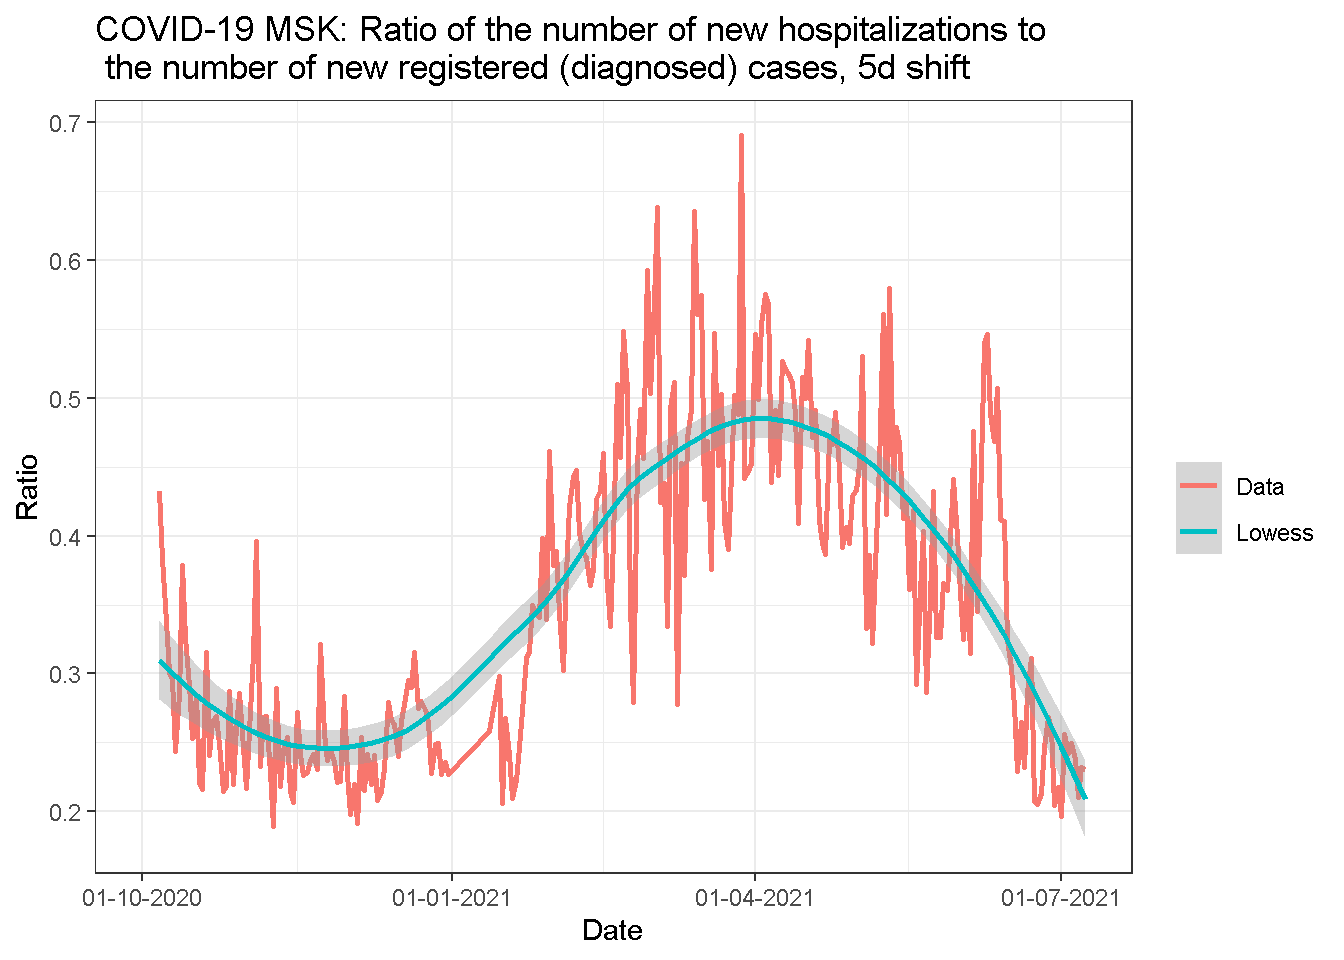 COVID-19 MSK: Ratio of the number of new hospitalizations to
the number of new registered (diagnosed) cases, 5d shift
0.7
0.6
0.5
0.4
0.3
0.2
Ratio
01-10-2020
01-01-2021
01-04-2021
01-07-2021
Date
Data
Lowess